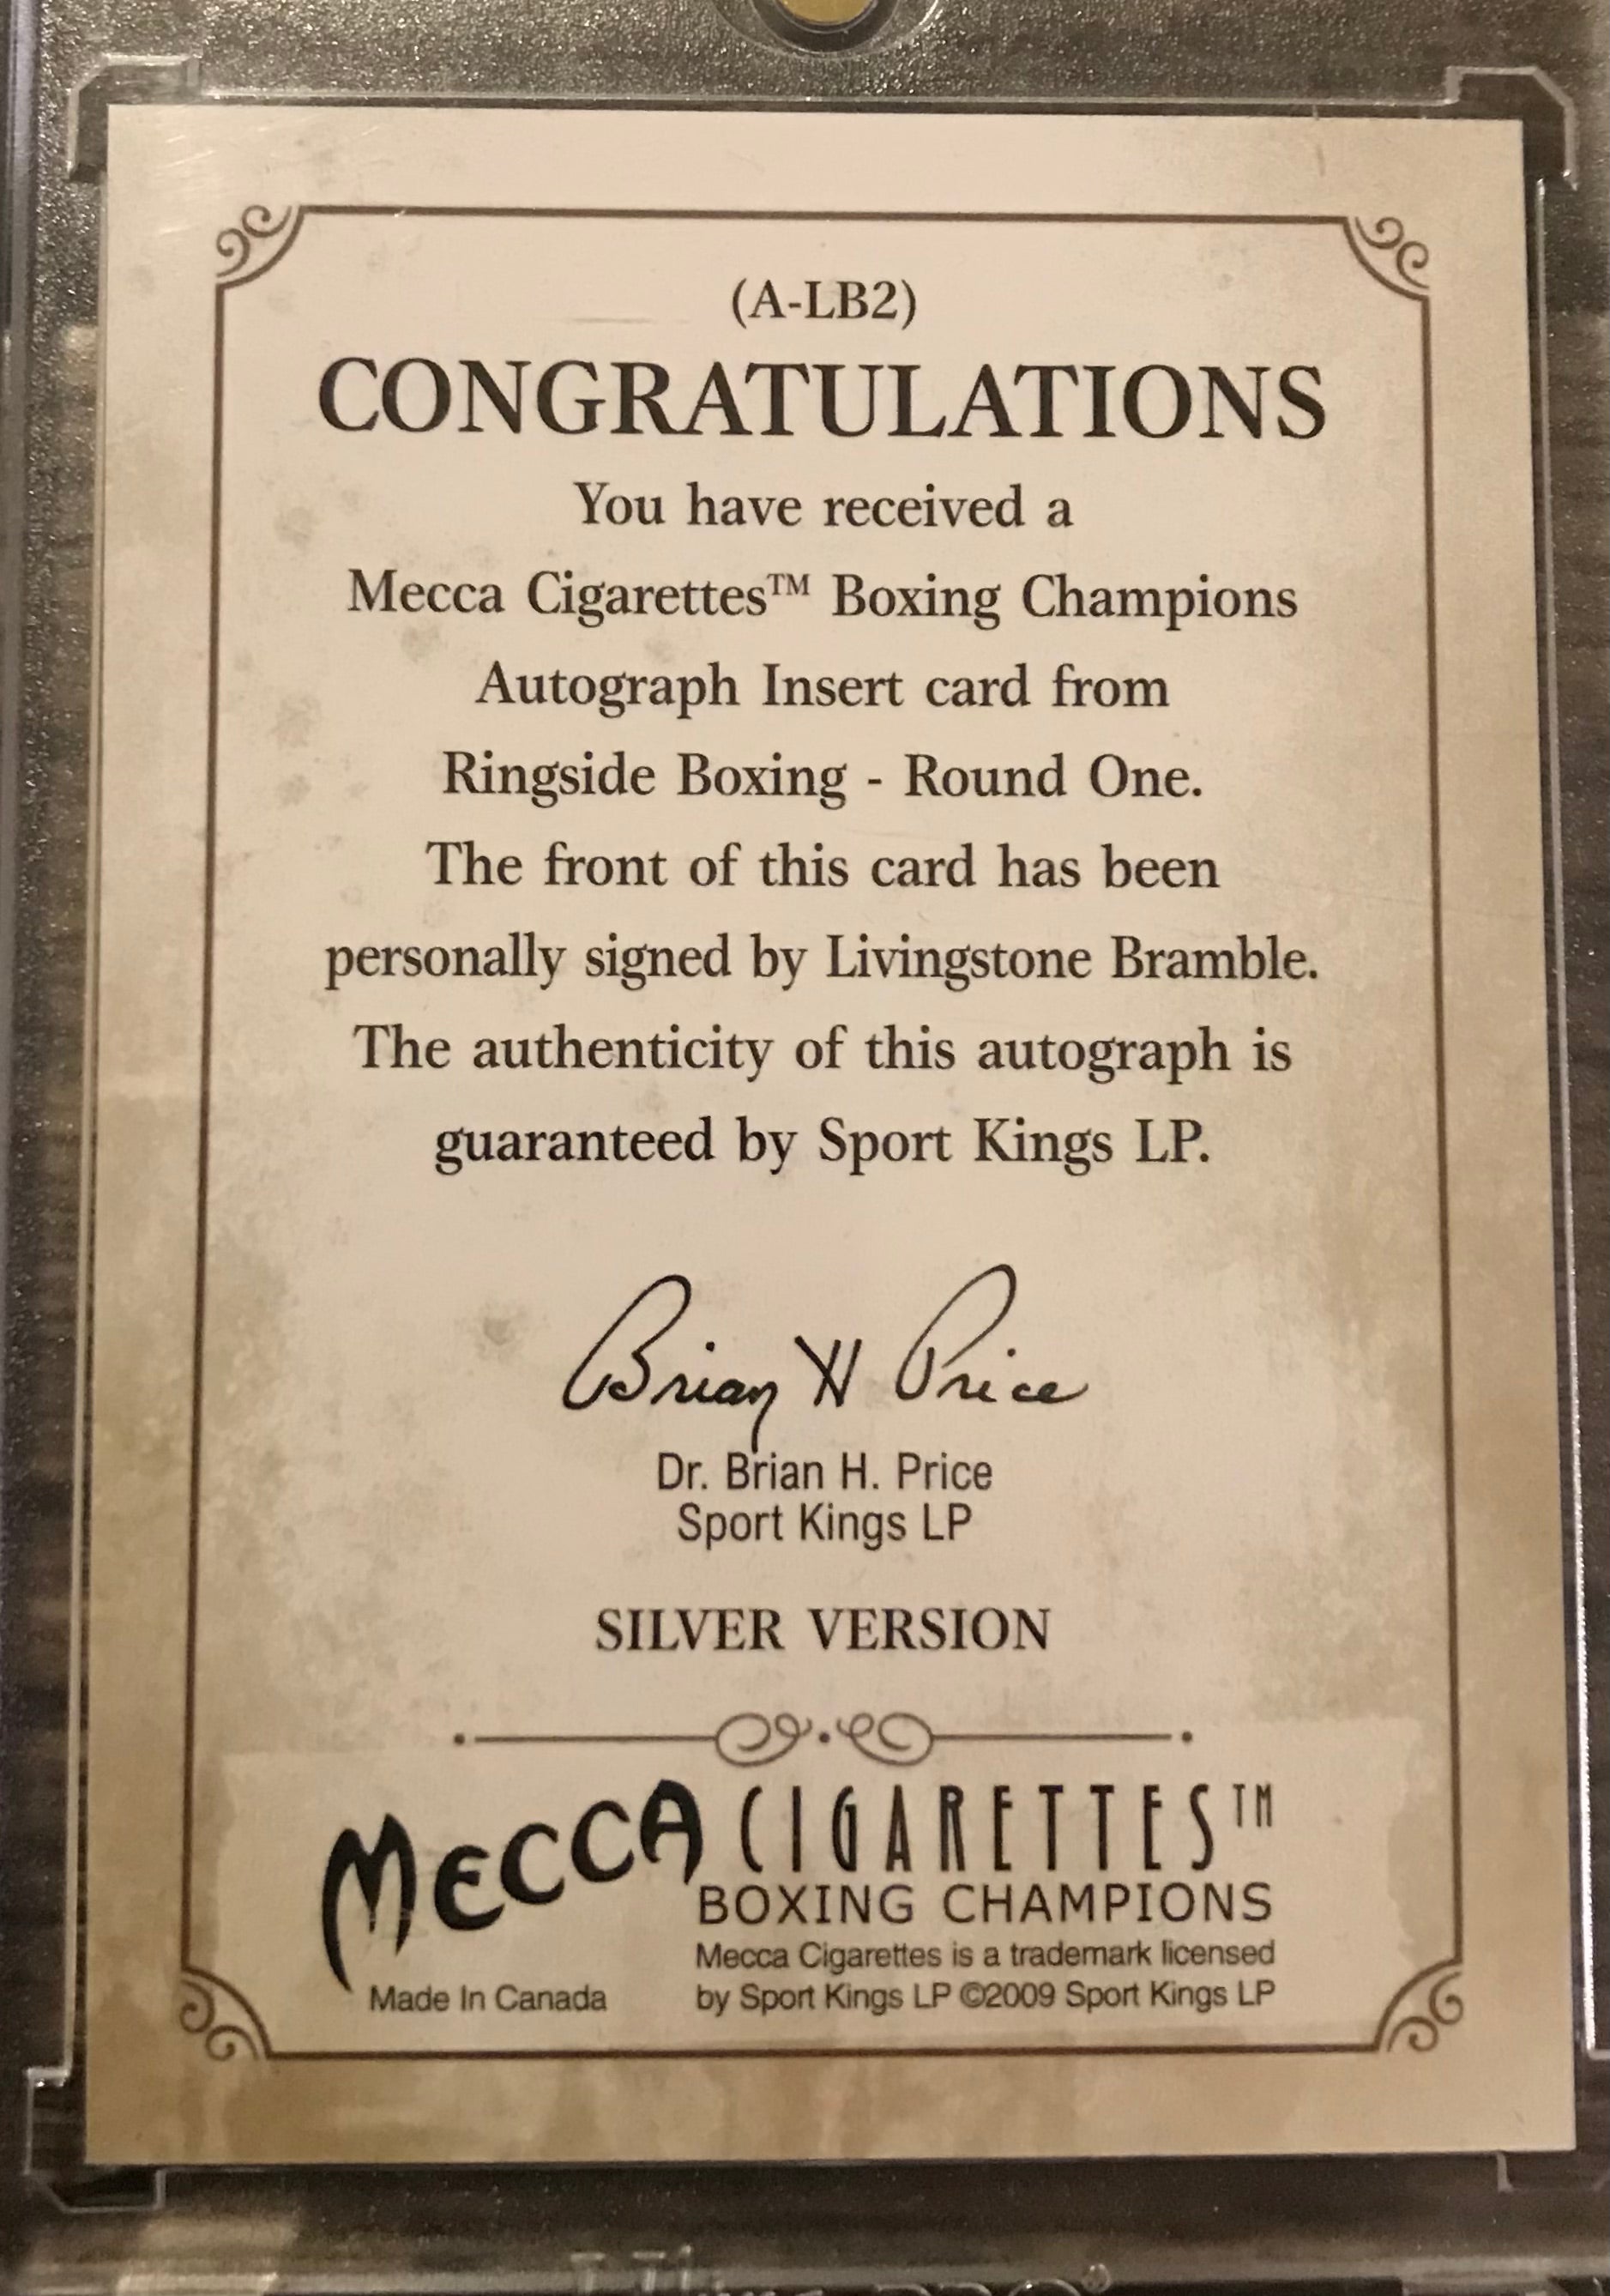 (A-LB2)
CONGRATULATIONS
You have received a
Mecca Cigarettes™ Boxing Champions
Autograph Insert card from
Ringside Boxing - Round One.
The front of this card has been
personally signed by Livingstone Bramble.
The authenticity of this autograph is
guaranteed by Sport Kings LP.
Brian H Price
Dr. Brian H. Price
Sport Kings LP
SILVER VERSION
MECCA CIGARETTES™
BOXING CHAMPIONS
Mecca Cigarettes is a trademark licensed
by Sport Kings LP ©2009 Sport Kings LP
Made In Canada